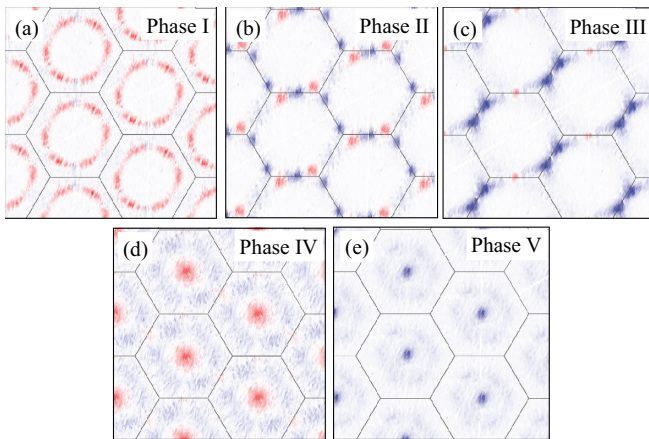 (a) Phase I
(b) Phase II
(c) Phase III
(d) Phase IV
(e) Phase V